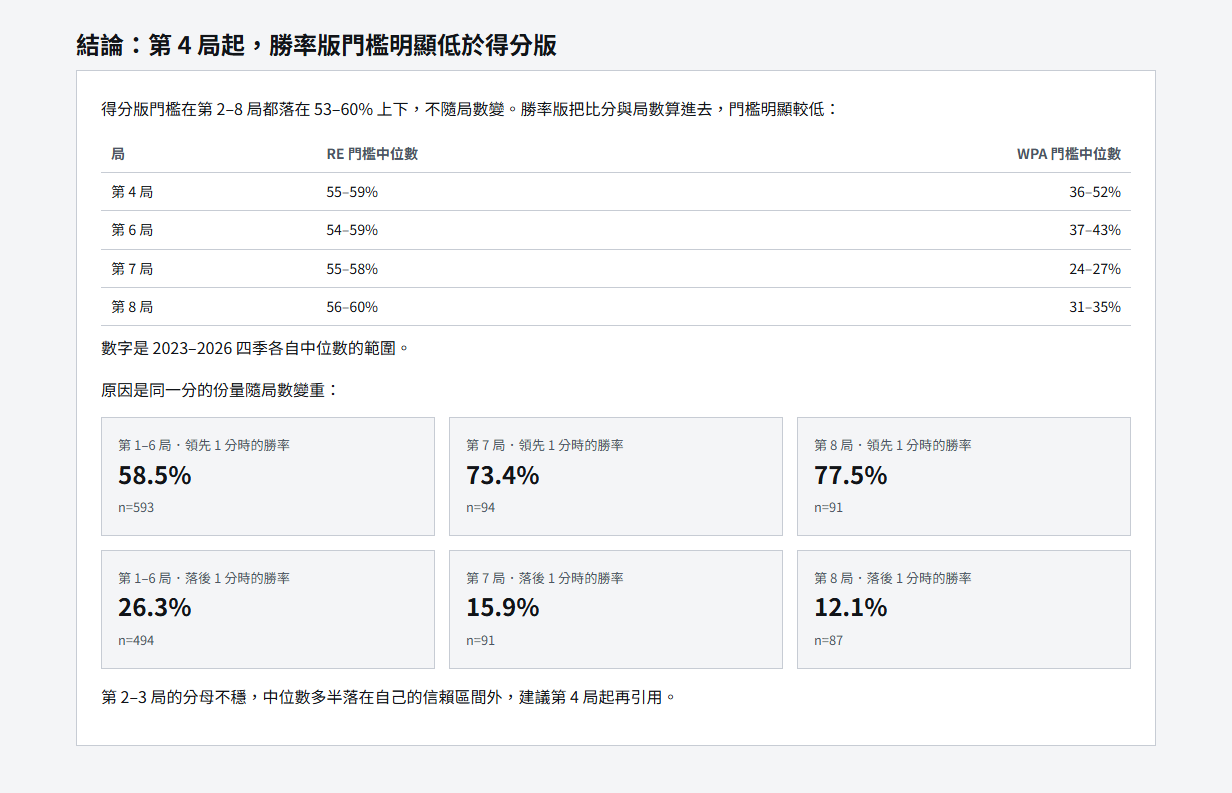 結論：第 4 局起，勝率版門檻明顯低於得分版
得分版門檻在第 2–8 局都落在 53–60% 上下，不隨局數變。勝率版把比分與局數算進去，門檻明顯較低：
局 RE 門檻中位數 WPA 門檻中位數
第 4 局 55–59% 36–52%
第 6 局 54–59% 37–43%
第 7 局 55–58% 24–27%
第 8 局 56–60% 31–35%
數字是 2023–2026 四季各自中位數的範圍。
原因是同一分的份量隨局數變重：
第 1–6 局．領先 1 分時的勝率
58.5%
n=593
第 7 局．領先 1 分時的勝率
73.4%
n=94
第 8 局．領先 1 分時的勝率
77.5%
n=91
第 1–6 局．落後 1 分時的勝率
26.3%
n=494
第 7 局．落後 1 分時的勝率
15.9%
n=91
第 8 局．落後 1 分時的勝率
12.1%
n=87
第 2–3 局的分母不穩，中位數多半落在自己的信賴區間外，建議第 4 局起再引用。